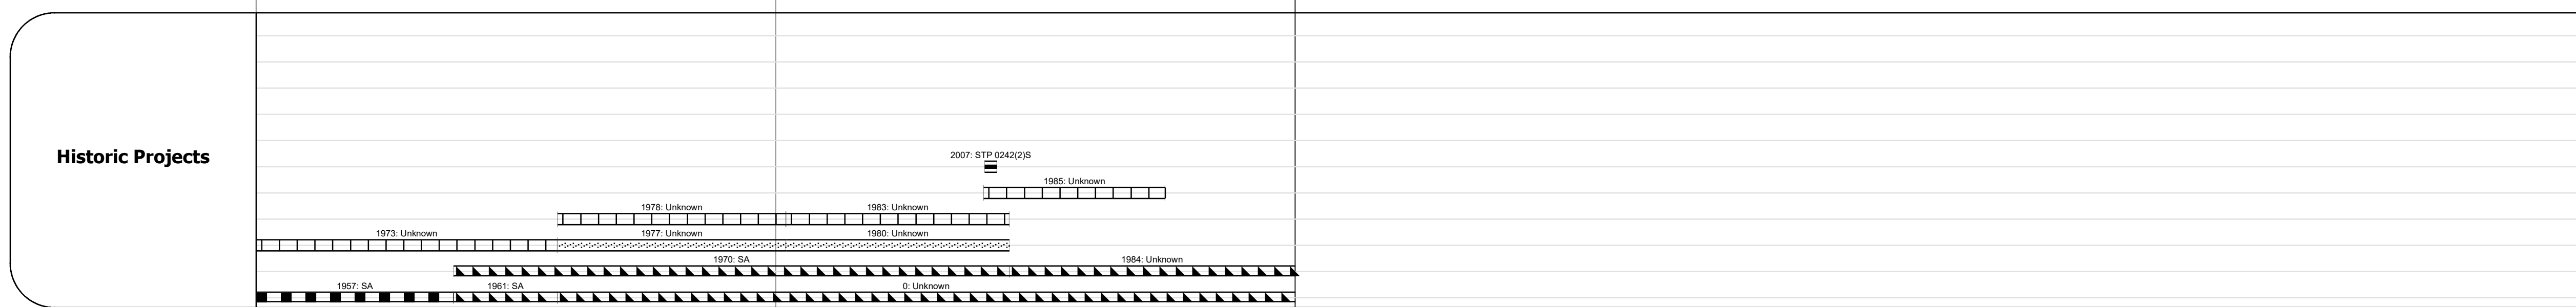 Historic Projects
2007: STP 0242(2)S
1985: Unknown
1978: Unknown
1983: Unknown
1973: Unknown
1977: Unknown
1980: Unknown
1970: SA
1984: Unknown
1957: SA
1961: SA
0: Unknown